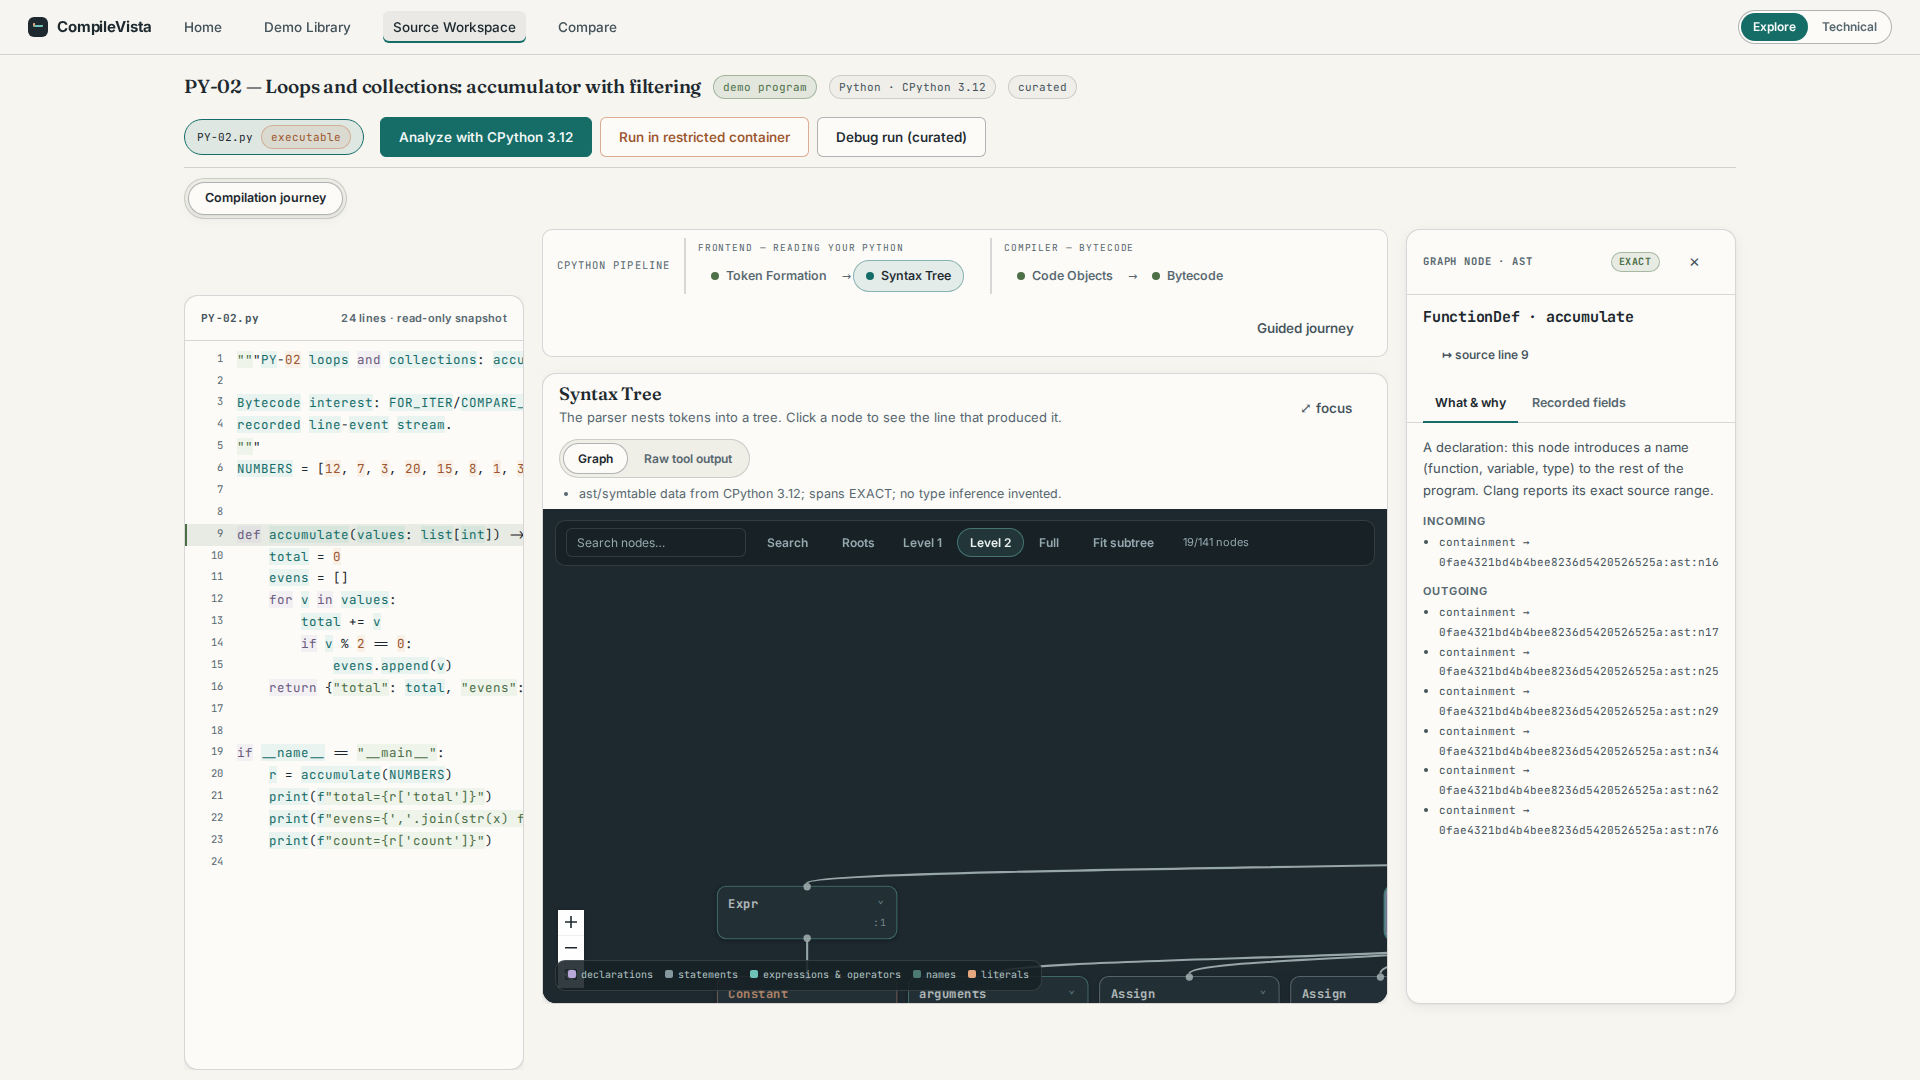 CompileVista
Home
Demo Library
Source Workspace
Compare
Explore
Technical
PY-02 — Loops and collections: accumulator with filtering
demo program
Python · CPython 3.12
curated
PY-02.py
executable
Analyze with CPython 3.12
Run in restricted container
Debug run (curated)
Compilation journey
PY-02.py
24 lines · read-only snapshot
1 """PY-02 loops and collections: accu
2
3 Bytecode interest: FOR_ITER/COMPARE_
4 recorded line-event stream.
5 """
6 NUMBERS = [12, 7, 3, 20, 15, 8, 1, 3
7
8
9 def accumulate(values: list[int]) ->
10 total = 0
11 evens = []
12 for v in values:
13 total += v
14 if v % 2 == 0:
15 evens.append(v)
16 return {"total": total, "evens":
17
18
19 if __name__ == "__main__":
20 r = accumulate(NUMBERS)
21 print(f"total={r['total']}")
22 print(f"evens={','.join(str(x) f
23 print(f"count={r['count']}")
24
CPYTHON PIPELINE
FRONTEND — READING YOUR PYTHON
Token Formation → Syntax Tree
COMPILER — BYTECODE
Code Objects → Bytecode
Guided journey
Syntax Tree
The parser nests tokens into a tree. Click a node to see the line that produced it.
⤢ focus
Graph
Raw tool output
• ast/symtable data from CPython 3.12; spans EXACT; no type inference invented.
Search nodes...
Search
Roots
Level 1
Level 2
Full
Fit subtree
19/141 nodes
Expr
:1
+
−
declarations
statements
expressions & operators
names
literals
Constant
arguments
Assign
Assign
GRAPH NODE · AST
EXACT
×
FunctionDef · accumulate
↦ source line 9
What & why
Recorded fields
A declaration: this node introduces a name
(function, variable, type) to the rest of the
program. Clang reports its exact source range.
INCOMING
• containment →
0fae4321bd4b4bee8236d5420526525a:ast:n16
OUTGOING
• containment →
0fae4321bd4b4bee8236d5420526525a:ast:n17
• containment →
0fae4321bd4b4bee8236d5420526525a:ast:n25
• containment →
0fae4321bd4b4bee8236d5420526525a:ast:n29
• containment →
0fae4321bd4b4bee8236d5420526525a:ast:n34
• containment →
0fae4321bd4b4bee8236d5420526525a:ast:n62
• containment →
0fae4321bd4b4bee8236d5420526525a:ast:n76